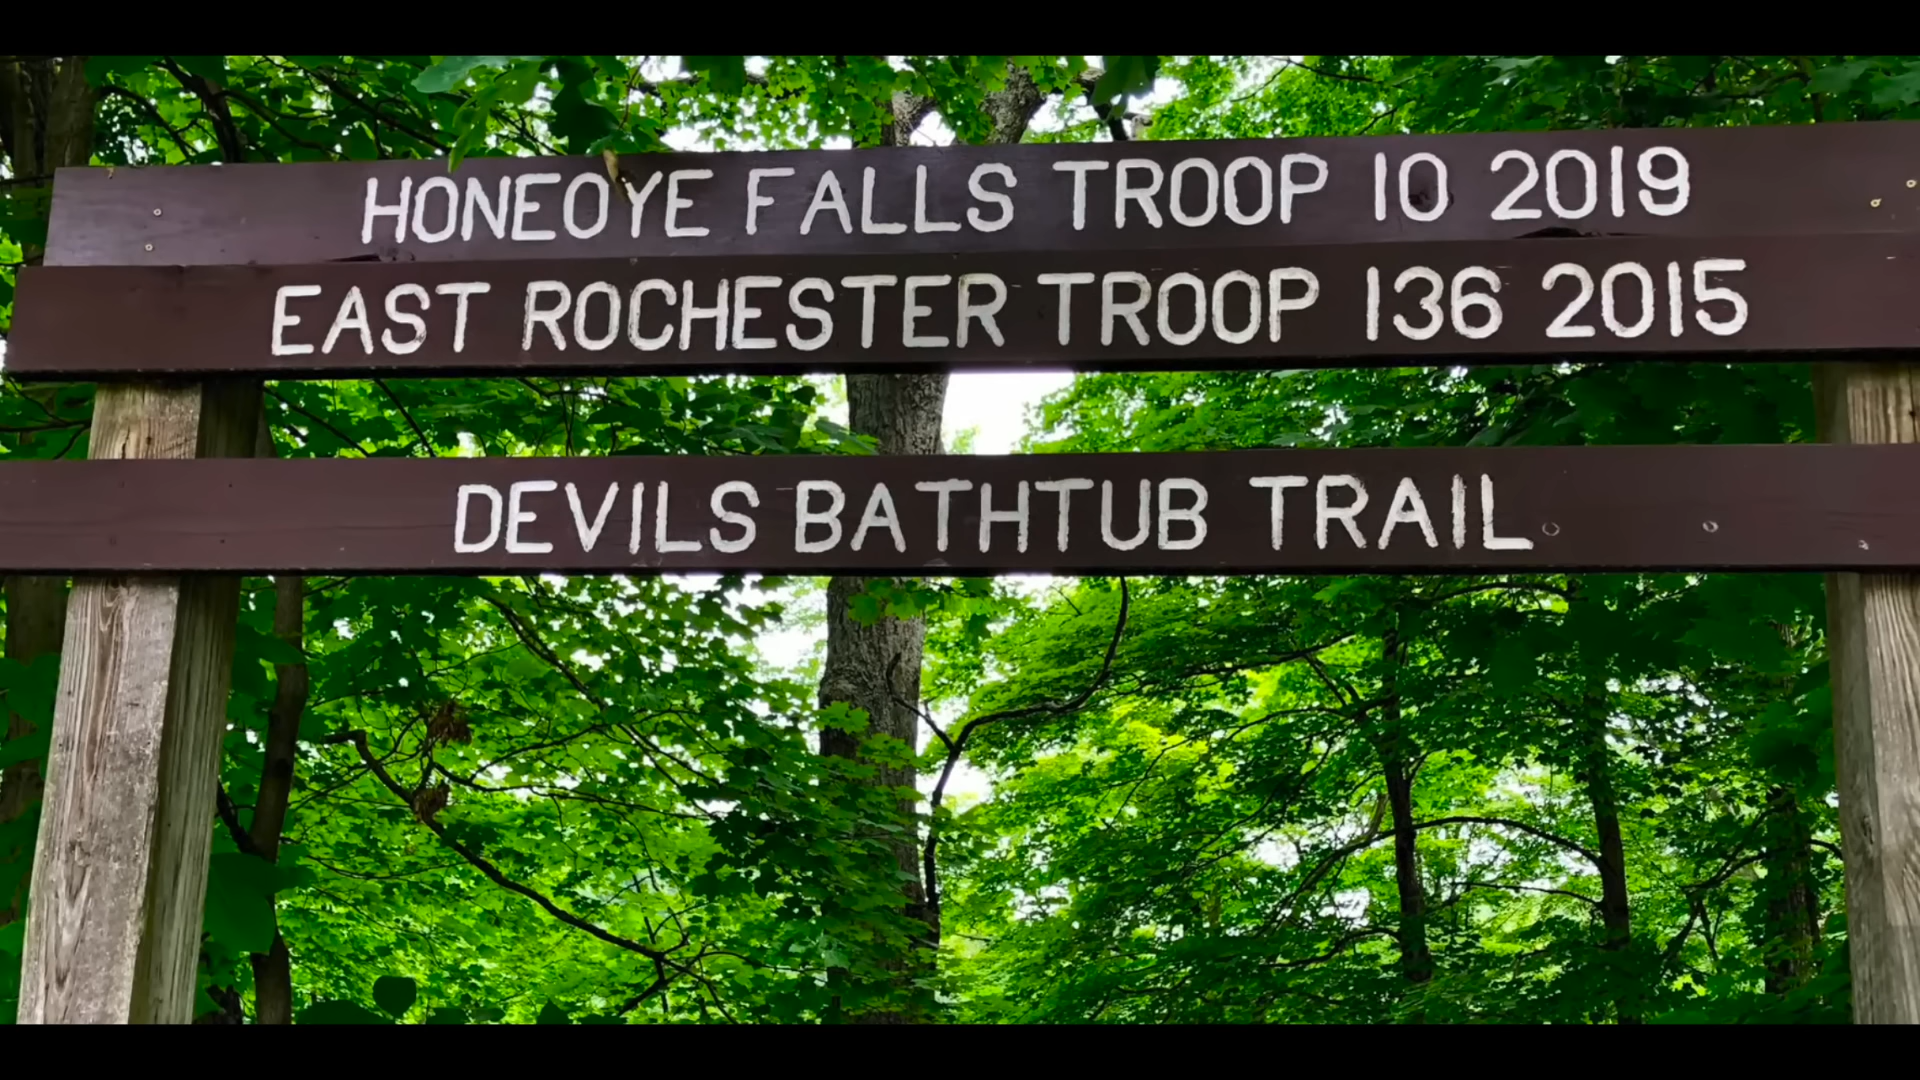 HONEOYE FALLS TROOP 10 2019
EAST ROCHESTER TROOP 136 2015
DEVILS BATHTUB TRAIL